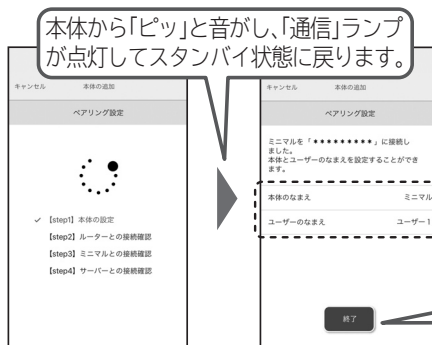 本体から「ピッ」と音がし、「通信」ランプ
が点灯してスタンバイ状態に戻ります。
キャンセル 本体の追加
ペアリング設定
✓ 【step1】本体の設定
【step2】ルーターとの接続確認
【step3】ミニマルとの接続確認
【step4】サーバーとの接続確認
キャンセル 本体の追加
ペアリング設定
ミニマルを「*********」に接続し
ました。
本体とユーザーのなまえを設定することができ
ます。
本体のなまえ ミニマル
ユーザーのなまえ ユーザー1
終了